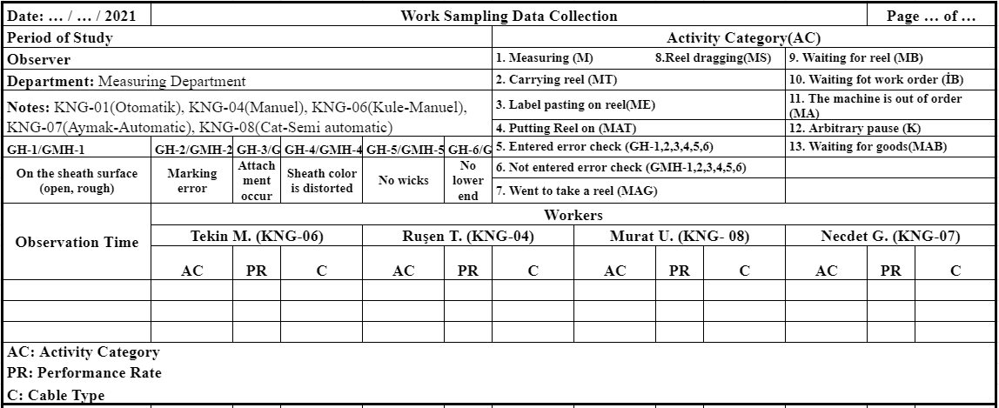 Date: … / … / 2021
Work Sampling Data Collection
Page … of …
Period of Study
Activity Category(AC)
Observer
1. Measuring (M)
8.Reel dragging(MS)
9. Waiting for reel (MB)
Department: Measuring Department
2. Carrying reel (MT)
10. Waiting fot work order (İB)
Notes: KNG-01(Otomatik), KNG-04(Manuel), KNG-06(Kule-Manuel),
KNG-07(Aymak-Automatic), KNG-08(Cat-Semi automatic)
3. Label pasting on reel(ME)
11. The machine is out of order
(MA)
4. Putting Reel on (MAT)
12. Arbitrary pause (K)
GH-1/GMH-1
GH-2/GMH-2
GH-3/G
GH-4/GMH-4
GH-5/GMH-5
GH-6/G
5. Entered error check (GH-1,2,3,4,5,6)
13. Waiting for goods(MAB)
On the sheath surface
(open, rough)
Marking
error
Attach
ment
occur
Sheath color
is distorted
No wicks
No
lower
end
6. Not entered error check (GMH-1,2,3,4,5,6)
7. Went to take a reel (MAG)
Observation Time
Workers
Tekin M. (KNG-06)
Ruşen T. (KNG-04)
Murat U. (KNG- 08)
Necdet G. (KNG-07)
AC PR C AC PR C AC PR C AC PR C
AC: Activity Category
PR: Performance Rate
C: Cable Type